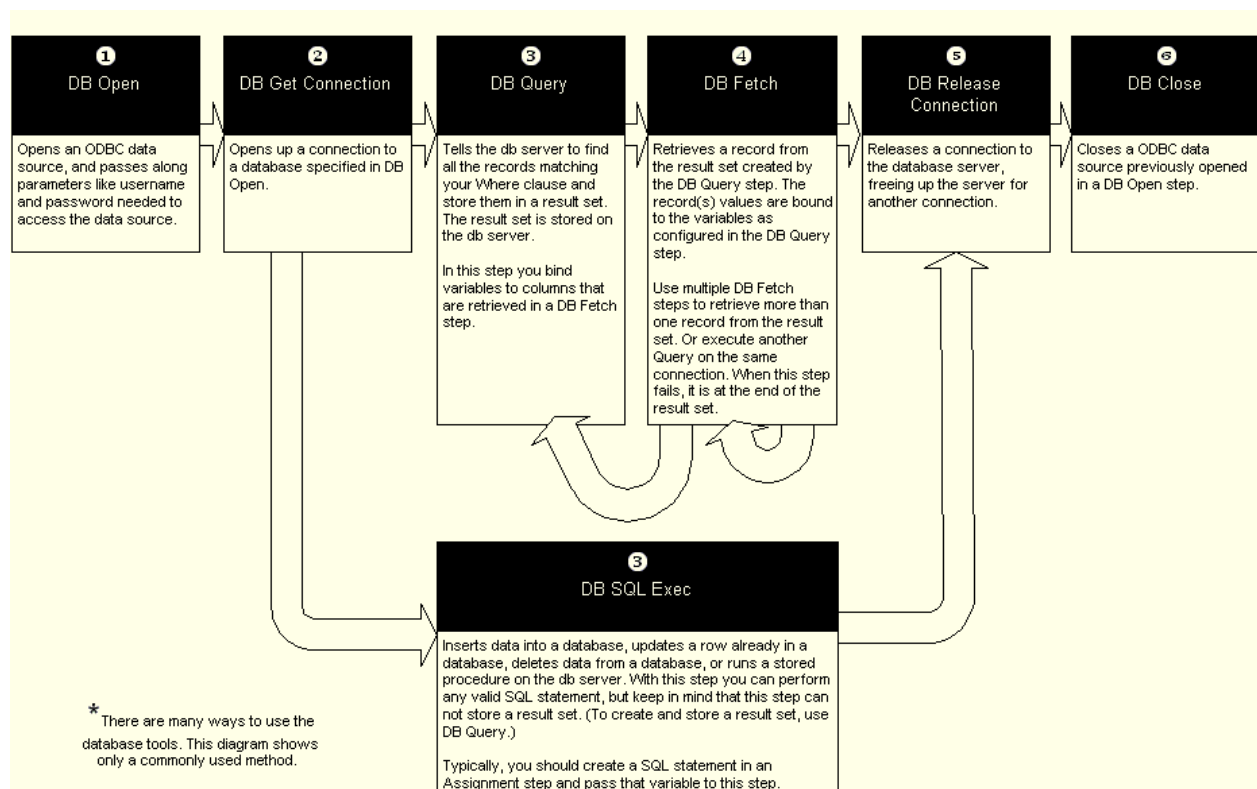 1
DB Open
Opens an ODBC data
source, and passes along
parameters like username
and password needed to
access the data source.
2
DB Get Connection
Opens up a connection to
a database specified in DB
Open.
3
DB Query
Tells the db server to find
all the records matching
your Where clause and
store them in a result set.
The result set is stored on
the db server.
In this step you bind
variables to columns that
are retrieved in a DB Fetch
step.
4
DB Fetch
Retrieves a record from
the result set created by
the DB Query step. The
record(s) values are bound
to the variables as
configured in the DB Query
step.
Use multiple DB Fetch
steps to retrieve more than
one record from the result
set. Or execute another
Query on the same
connection. When this step
fails, it is at the end of the
result set.
5
DB Release
Connection
Releases a connection to
the database server,
freeing up the server for
another connection.
6
DB Close
Closes a ODBC data
source previously opened
in a DB Open step.
3
DB SQL Exec
Inserts data into a database, updates a row already in a
database, deletes data from a database, or runs a stored
procedure on the db server. With this step you can perform
any valid SQL statement, but keep in mind that this step can
not store a result set. (To create and store a result set, use
DB Query.)
Typically, you should create a SQL statement in an
Assignment step and pass that variable to this step.
* There are many ways to use the
database tools. This diagram shows
only a commonly used method.